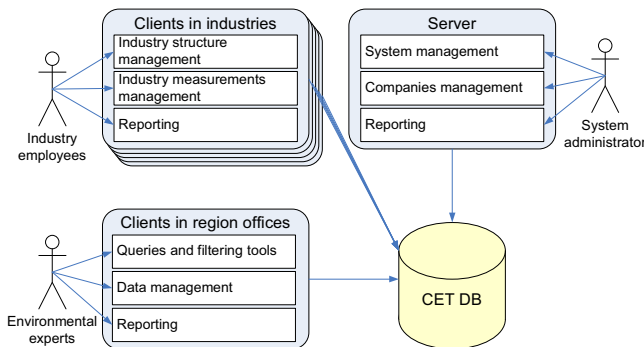 Clients in industries
Industry structure
management
Industry measurements
management
Reporting
Industry
employees
Server
System management
Companies management
Reporting
System
administrator
Clients in region offices
Queries and filtering tools
Data management
Reporting
Environmental
experts
CET DB